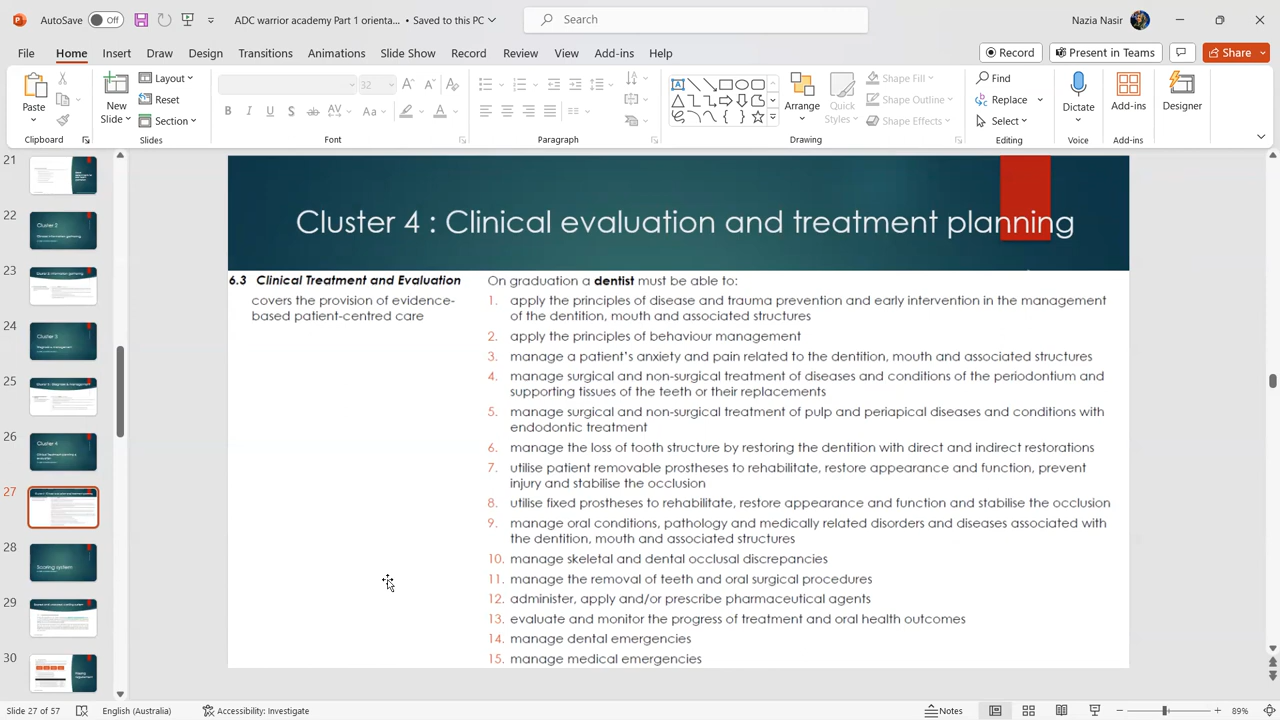 AutoSave Off ADC warrior academy Part 1 orienta... • Saved to this PC Search Nazia Nasir
File Home Insert Draw Design Transitions Animations Slide Show Record Review View Add-ins Help Record Present in Teams Share
Paste New Slide Layout Reset Section 32 Aa Arrange Quick Styles Shape Fill Shape Outline Shape Effects Find Replace Select Dictate Add-ins Designer
Clipboard Slides Font Paragraph Drawing Editing Voice Add-ins
21
22
23
24
25
26
27
28
29
30
Cluster 2
Cluster 3
Cluster 4
Scoring system
Cluster 4 : Clinical evaluation and treatment planning
6.3 Clinical Treatment and Evaluation
covers the provision of evidence-
based patient-centred care
On graduation a dentist must be able to:
1. apply the principles of disease and trauma prevention and early intervention in the management
of the dentition, mouth and associated structures
2. apply the principles of behaviour management
3. manage a patient's anxiety and pain related to the dentition, mouth and associated structures
4. manage surgical and non-surgical treatment of diseases and conditions of the periodontium and
supporting tissues of the teeth or their replacements
5. manage surgical and non-surgical treatment of pulp and periapical diseases and conditions with
endodontic treatment
6. manage the loss of tooth structure by restoring the dentition with direct and indirect restorations
7. utilise patient removable prostheses to rehabilitate, restore appearance and function, prevent
injury and stabilise the occlusion
8. utilise fixed prostheses to rehabilitate, restore appearance and function and stabilise the occlusion
9. manage oral conditions, pathology and medically related disorders and diseases associated with
the dentition, mouth and associated structures
10. manage skeletal and dental occlusal discrepancies
11. manage the removal of teeth and oral surgical procedures
12. administer, apply and/or prescribe pharmaceutical agents
13. evaluate and monitor the progress of treatment and oral health outcomes
14. manage dental emergencies
15. manage medical emergencies
Slide 27 of 57 English (Australia) Accessibility: Investigate Notes 89%